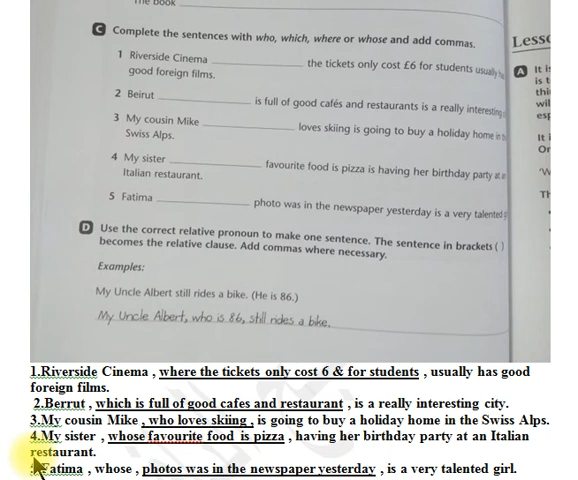 The Book
C Complete the sentences with who, which, where or whose and add commas.
Lesso
1 Riverside Cinema ____________ the tickets only cost £6 for students usually
good foreign films.
2 Beirut ____________ is full of good cafés and restaurants is a really interesting
3 My cousin Mike ____________ loves skiing is going to buy a holiday home in
Swiss Alps.
4 My sister ____________ favourite food is pizza is having her birthday party at
Italian restaurant.
5 Fatima ____________ photo was in the newspaper yesterday is a very talented
D Use the correct relative pronoun to make one sentence. The sentence in brackets ( )
becomes the relative clause. Add commas where necessary.
Examples:
My Uncle Albert still rides a bike. (He is 86.)
My Uncle Albert, who is 86, still rides a bike.
A It is
is t
thi
wil
esp
It i
Or
'W
Th
1.Riverside Cinema , where the tickets only cost 6 & for students , usually has good
foreign films.
2.Berrut , which is full of good cafes and restaurant , is a really interesting city.
3.My cousin Mike , who loves skiing , is going to buy a holiday home in the Swiss Alps.
4.My sister , whose favourite food is pizza , having her birthday party at an Italian
restaurant.
Fatima , whose , photos was in the newspaper yesterday , is a very talented girl.